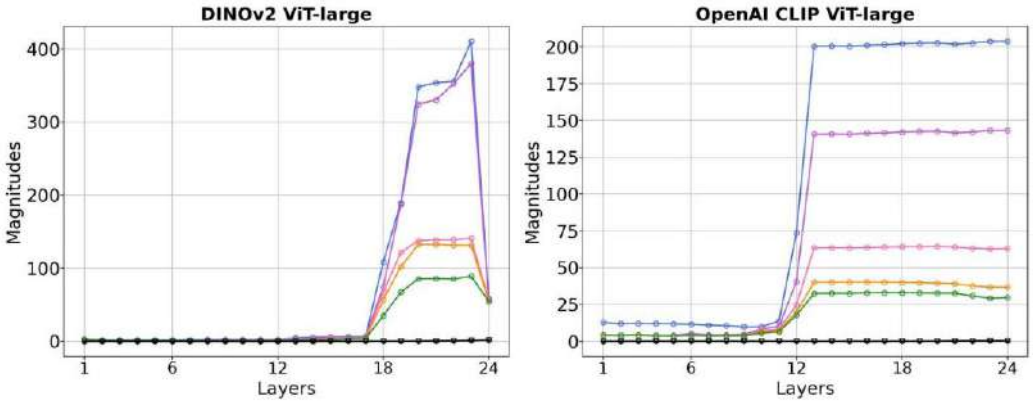 DINOv2 ViT-large
400
300
200
100
0
Magnitudes
1 6 12 18 24
Layers
OpenAI CLIP ViT-large
200
175
150
125
100
75
50
25
0
Magnitudes
1 6 12 18 24
Layers